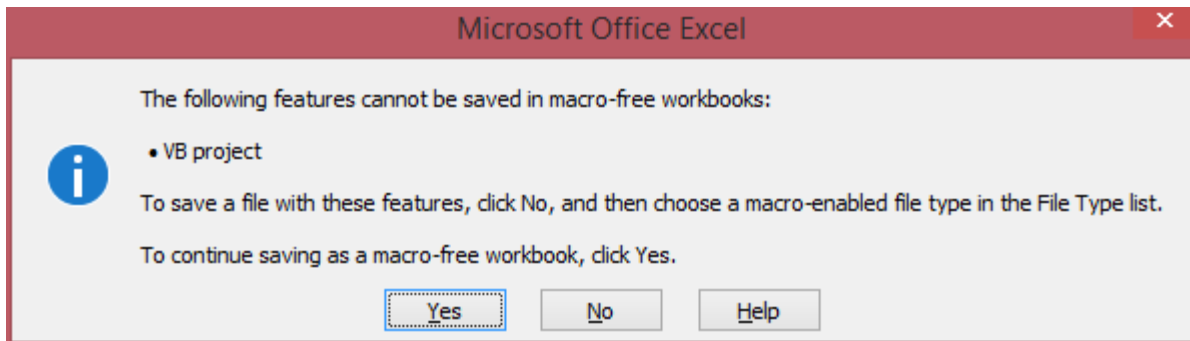 Microsoft Office Excel
The following features cannot be saved in macro-free workbooks:
• VB project
To save a file with these features, click No, and then choose a macro-enabled file type in the File Type list.
To continue saving as a macro-free workbook, click Yes.
Yes No Help